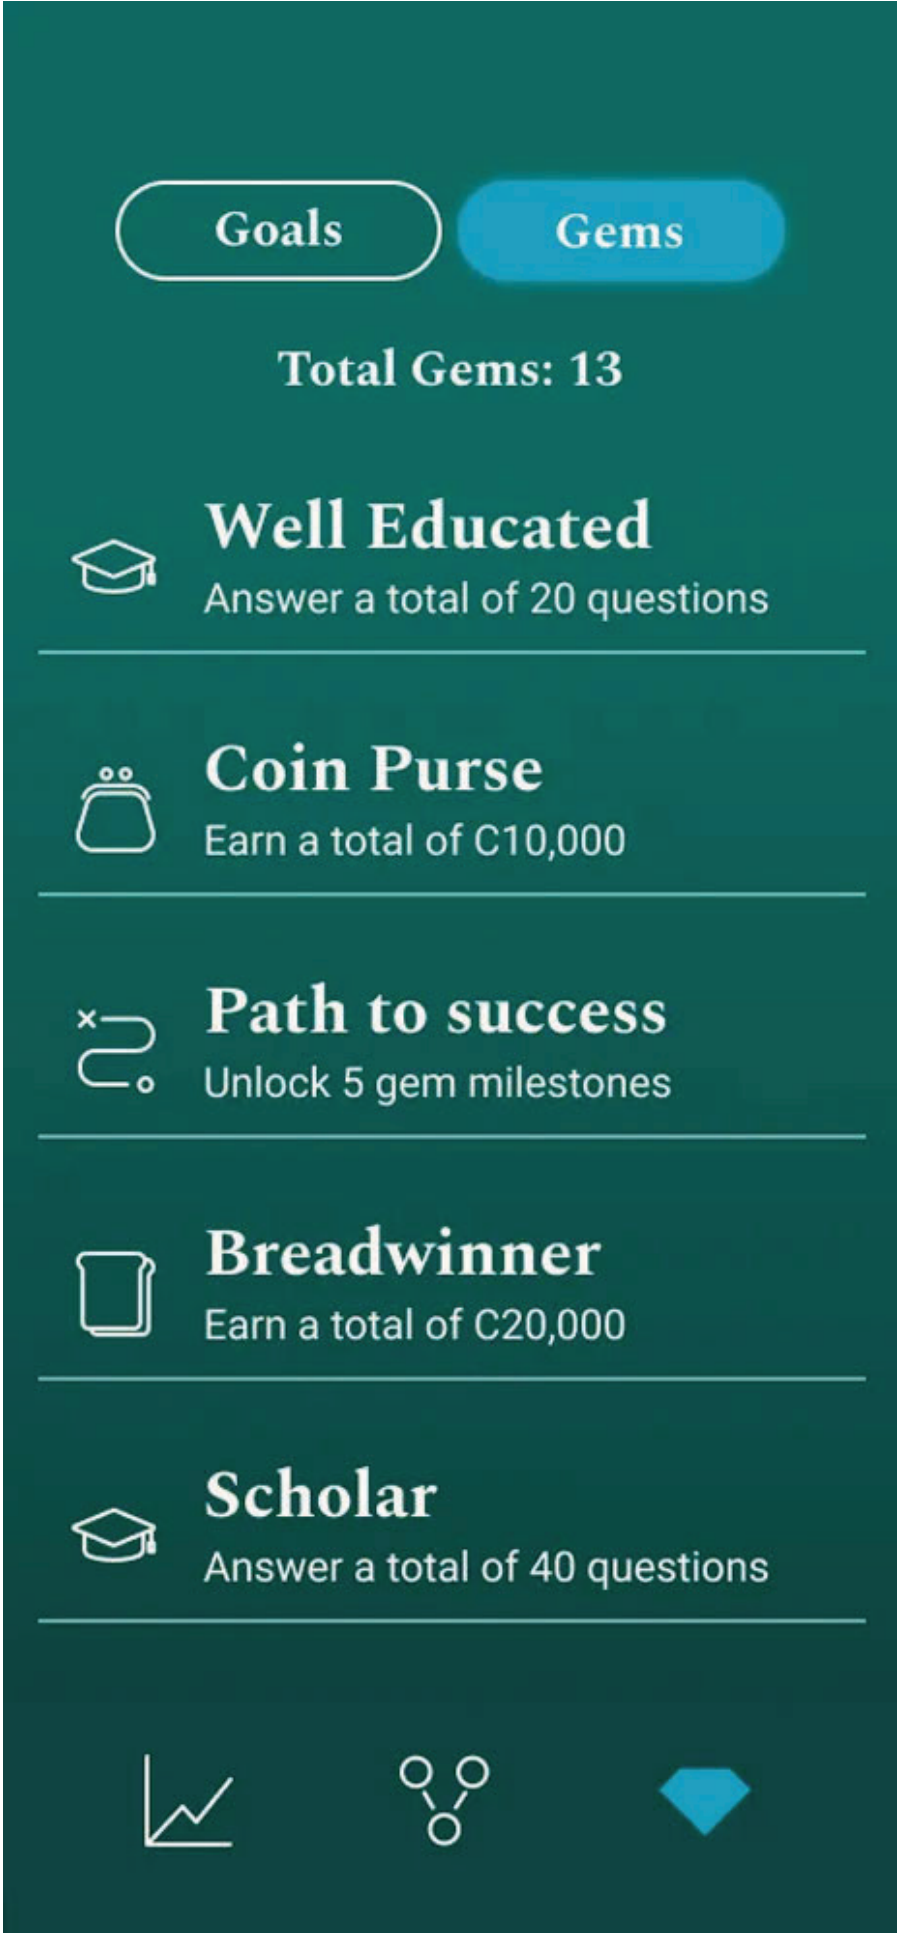 Goals
Gems
Total Gems: 13
Well Educated
Answer a total of 20 questions
Coin Purse
Earn a total of C10,000
Path to success
Unlock 5 gem milestones
Breadwinner
Earn a total of C20,000
Scholar
Answer a total of 40 questions